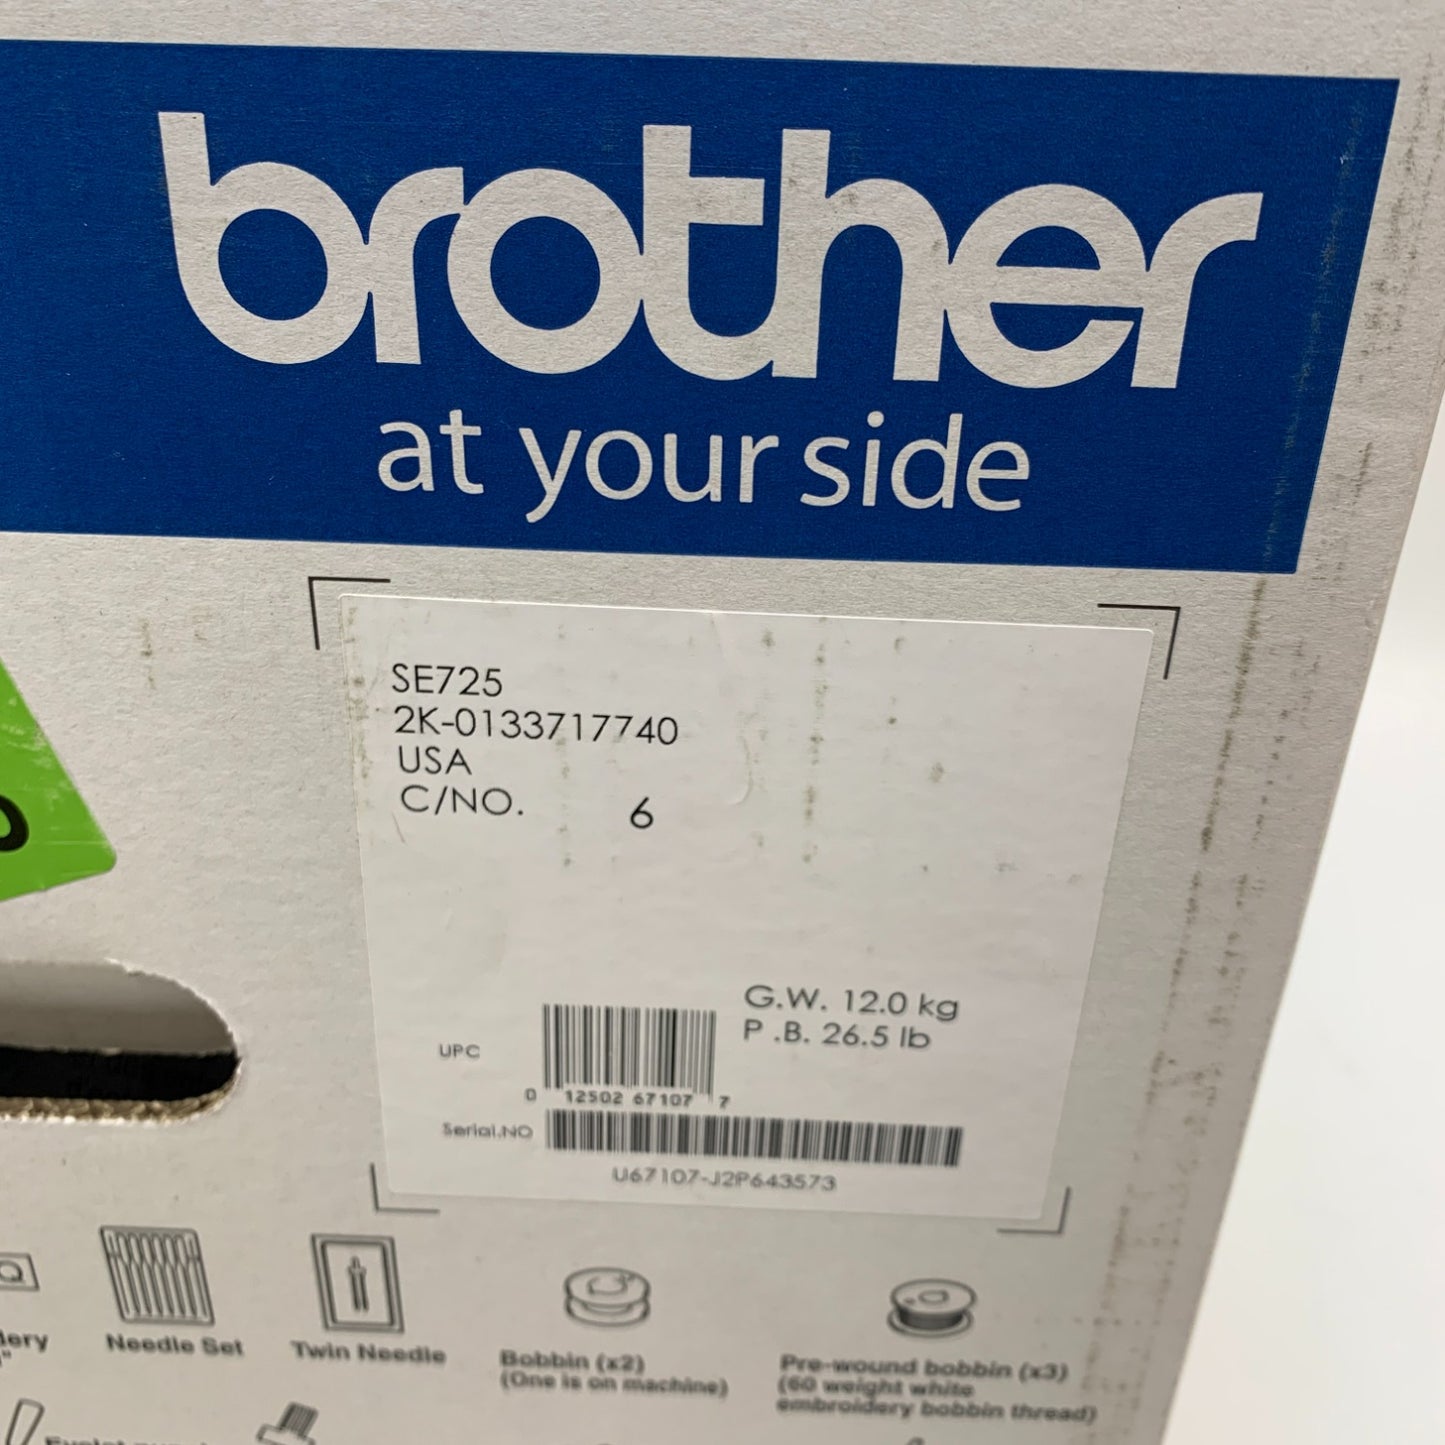 brother
at your side
SE725
2K-0133717740
USA
C/NO. 6
G.W. 12.0 kg
P .B. 26.5 lb
UPC
0 12502 67107 7
Serial.NO
U67107-J2P643573
Needle Set
Twin Needle
Bobbin (x2)
(One is on machine)
Pre-wound bobbin (x3)
(60 weight white
embroidery bobbin thread)